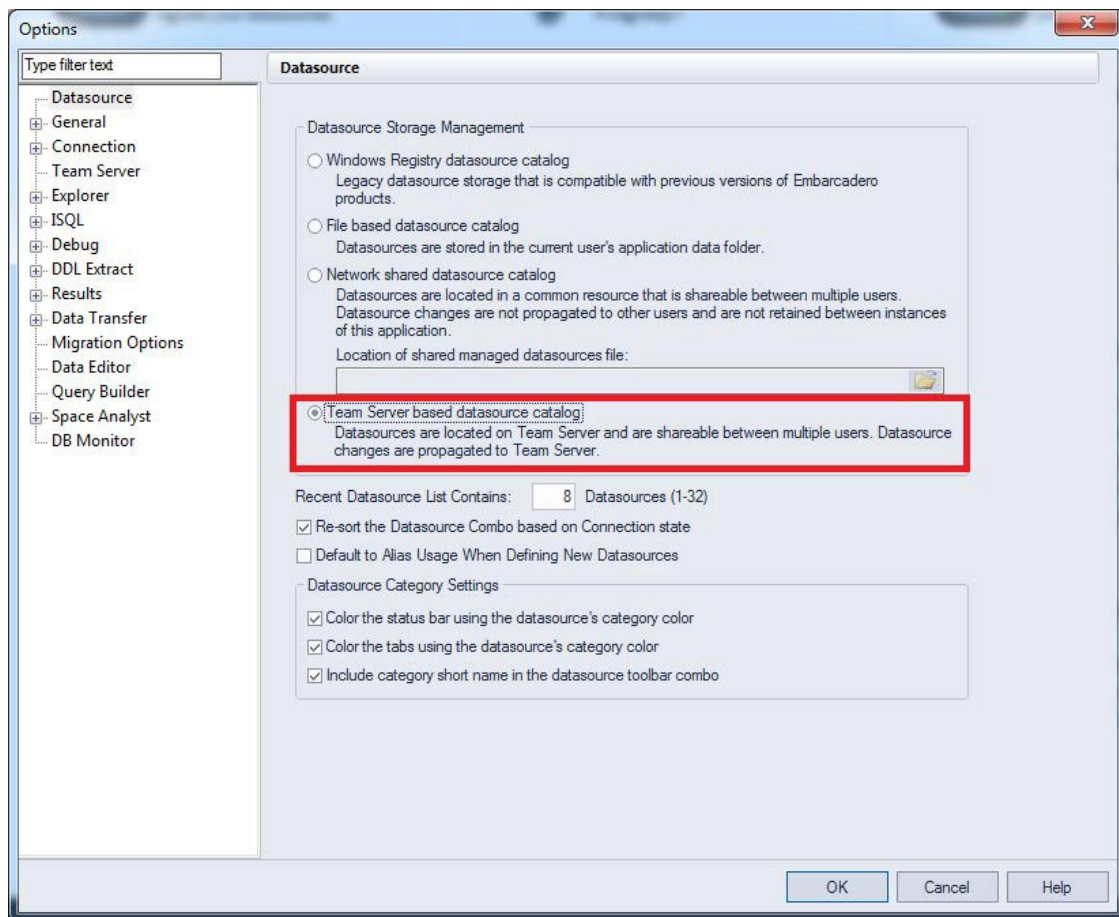 Options
Type filter text
Datasource
General
Connection
Team Server
Explorer
ISQL
Debug
DDL Extract
Results
Data Transfer
Migration Options
Data Editor
Query Builder
Space Analyst
DB Monitor
Datasource
Datasource Storage Management
Windows Registry datasource catalog
Legacy datasource storage that is compatible with previous versions of Embarcadero
products.
File based datasource catalog
Datasources are stored in the current user's application data folder.
Network shared datasource catalog
Datasources are located in a common resource that is shareable between multiple users.
Datasource changes are not propagated to other users and are not retained between instances
of this application.
Location of shared managed datasources file:
Team Server based datasource catalog
Datasources are located on Team Server and are shareable between multiple users. Datasource
changes are propagated to Team Server.
Recent Datasource List Contains: 8 Datasources (1-32)
Re-sort the Datasource Combo based on Connection state
Default to Alias Usage When Defining New Datasources
Datasource Category Settings
Color the status bar using the datasource's category color
Color the tabs using the datasource's category color
Include category short name in the datasource toolbar combo
OK Cancel Help